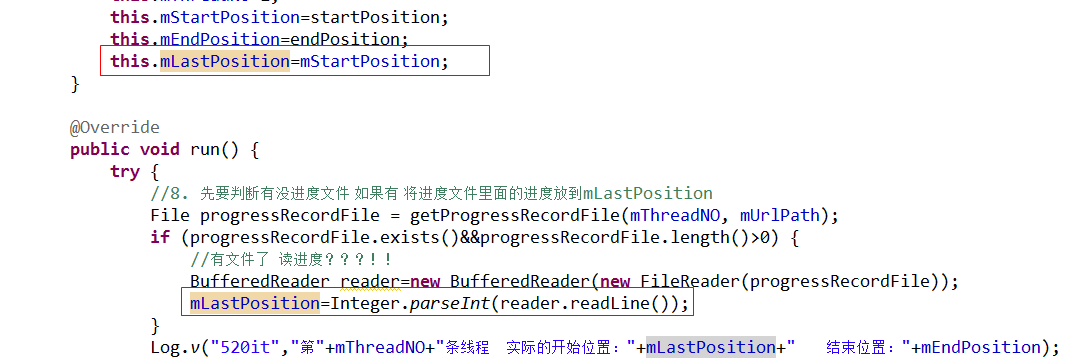 this.mStartPosition=startPosition;
this.mEndPosition=endPosition;
this.mLastPosition=mStartPosition;
}
@Override
public void run() {
try {
//8. 先要判断有没进度文件 如果有 将进度文件里面的进度放到mLastPosition
File progressRecordFile = getProgressRecordFile(mThreadNO, mUrlPath);
if (progressRecordFile.exists()&&progressRecordFile.length()>0) {
//有文件了 读进度？？？！！
BufferedReader reader=new BufferedReader(new FileReader(progressRecordFile));
mLastPosition=Integer.parseInt(reader.readLine());
}
Log.v("520it","第"+mThreadNO+"条线程  实际的开始位置："+mLastPosition+"   结束位置："+mEndPosition);